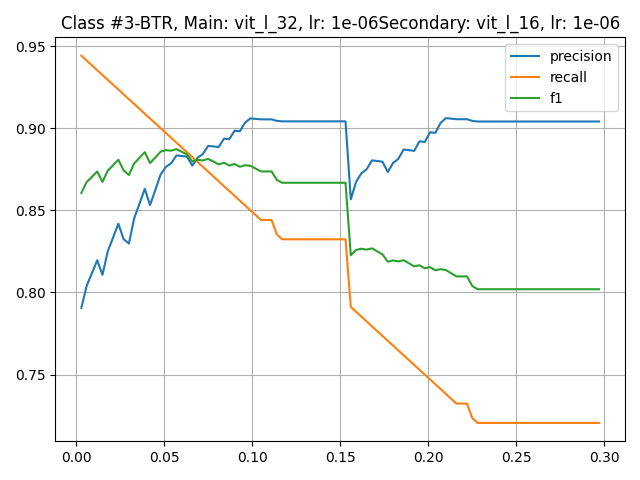 Class #3-BTR, Main: vit_l_32, lr: 1e-06Secondary: vit_l_16, lr: 1e-06
precision
recall
f1
0.95
0.90
0.85
0.80
0.75
0.00 0.05 0.10 0.15 0.20 0.25 0.30